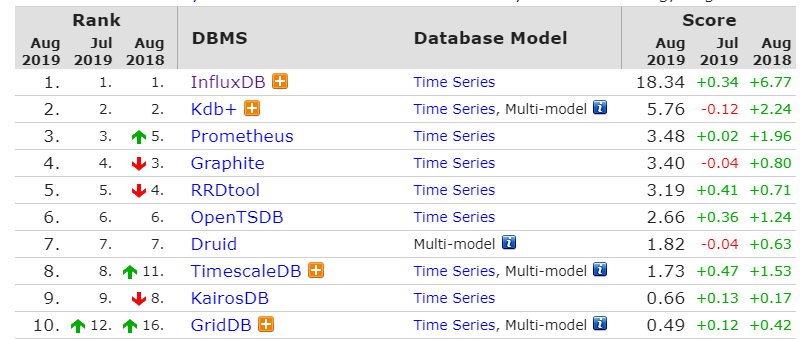 Rank DBMS Database Model Score
Aug 2019 Jul 2019 Aug 2018 Aug 2019 Jul 2019 Aug 2018
1. 1. 1. InfluxDB Time Series 18.34 +0.34 +6.77
2. 2. 2. Kdb+ Time Series, Multi-model 5.76 -0.12 +2.24
3. 3. 5. Prometheus Time Series 3.48 +0.02 +1.96
4. 4. 3. Graphite Time Series 3.40 -0.04 +0.80
5. 5. 4. RRDtool Time Series 3.19 +0.41 +0.71
6. 6. 6. OpenTSDB Time Series 2.66 +0.36 +1.24
7. 7. 7. Druid Multi-model 1.82 -0.04 +0.63
8. 8. 11. TimescaleDB Time Series, Multi-model 1.73 +0.47 +1.53
9. 9. 8. KairosDB Time Series 0.66 +0.13 +0.17
10. 12. 16. GridDB Time Series, Multi-model 0.49 +0.12 +0.42